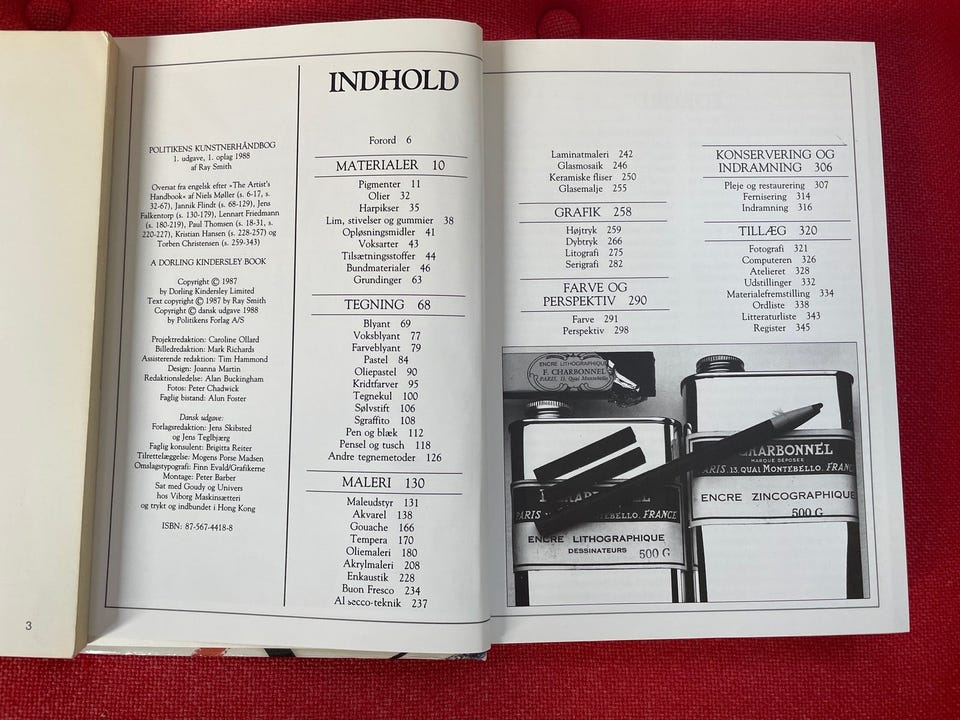 POLITIKENS KUNSTNERHÅNDBOG
1. udgave, 1. oplag 1988
af Ray Smith
Oversat fra engelsk efter »The Artist's
Handbook« af Niels Møller (s. 6-17, s.
32-67), Jannik Flindt (s. 68-129), Jens
Falkentorp (s. 130-179), Lennart Friedmann
(s. 180-219), Paul Thomsen (s. 18-31, s.
220-227), Kristian Hansen (s. 228-257) og
Torben Christensen (s. 259-343)
A DORLING KINDERSLEY BOOK
Copyright © 1987
by Dorling Kindersley Limited
Text copyright © 1987 by Ray Smith
Copyright © dansk udgave 1988
by Politikens Forlag A/S
Projektredaktion: Caroline Ollard
Billedredaktion: Mark Richards
Assisterende redaktion: Tim Hammond
Design: Joanna Martin
Redaktionsledelse: Alan Buckingham
Fotos: Peter Chadwick
Faglig bistand: Alun Foster
Dansk udgave:
Forlagsredaktion: Jens Skibsted
og Jens Teglbjærg
Faglig konsulent: Brigitta Reiter
Tilrettelæggelse: Mogens Porse Madsen
Omslagstypografi: Finn Evald/Grafikerne
Montage: Peter Barber
Sat med Goudy og Univers
hos Viborg Maskinsætteri
og trykt og indbundet i Hong Kong
ISBN: 87-567-4418-8
3
INDHOLD
Forord 6
MATERIALER 10
Pigmenter 11
Olier 32
Harpikser 35
Lim, stivelser og gummier 38
Opløsningsmidler 41
Voksarter 43
Tilsætningsstoffer 44
Bundmaterialer 46
Grundinger 63
TEGNING 68
Blyant 69
Voksblyant 77
Farveblyant 79
Pastel 84
Oliepastel 90
Kridtfarver 95
Tegnekul 100
Sølvstift 106
Sgraffito 108
Pen og blæk 112
Pensel og tusch 118
Andre tegnemetoder 126
MALERI 130
Maleudstyr 131
Akvarel 138
Gouache 166
Tempera 170
Oliemaleri 180
Akrylmaleri 208
Enkaustik 228
Buon Fresco 234
Al secco-teknik 237
Laminatmaleri 242
Glasmosaik 246
Keramiske fliser 250
Glasemalje 255
GRAFIK 258
Højtryk 259
Dybtryk 266
Litografi 275
Serigrafi 282
FARVE OG
PERSPEKTIV 290
Farve 291
Perspektiv 298
KONSERVERING OG
INDRAMNING 306
Pleje og restaurering 307
Fernisering 314
Indramning 316
TILLÆG 320
Fotografi 321
Computeren 326
Atelieret 328
Udstillinger 332
Materialefremstilling 334
Ordliste 338
Litteraturliste 343
Register 345
ENCRE LITHOGRAPHIQUE
F. CHARBONNEL
PARIS, 13, Quai Montebello
PARIS FRANCE
ENCRE LITHOGRAPHIQUE
DESSINATEURS 500 G
CHARBONNEL
MARQUE DÉPOSÉE
PARIS, 13, QUAI MONTEBELLO, FRAN
ENCRE ZINCOGRAPHIQUE
500 G